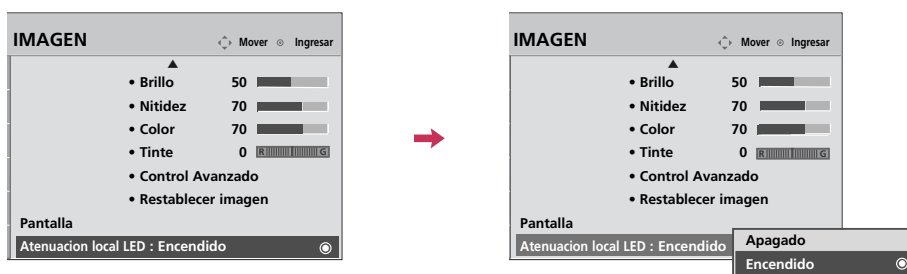 IMAGEN Mover Ingresar
• Brillo 50
• Nitidez 70
• Color 70
• Tinte 0 R G
• Control Avanzado
• Restablecer imagen
Pantalla
Atenuacion local LED : Encendido
IMAGEN Mover Ingresar
• Brillo 50
• Nitidez 70
• Color 70
• Tinte 0 R G
• Control Avanzado
• Restablecer imagen
Pantalla
Atenuacion local LED : Encendido
Apagado
Encendido